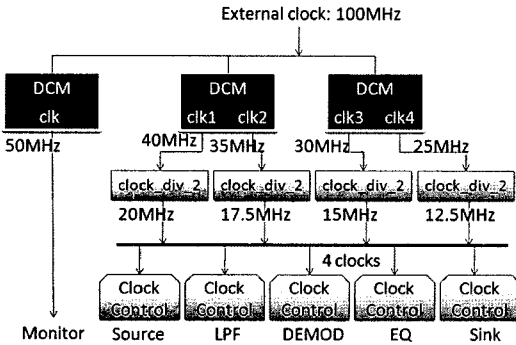 External clock: 100MHz
DCM DCM DCM
clk clk1 clk2 clk3 clk4
50MHz 40MHz 35MHz 30MHz 25MHz
clock_div_2 clock_div_2 clock_div_2 clock_div_2
20MHz 17.5MHz 15MHz 12.5MHz
4 clocks
Clock Clock Clock Clock Clock
Control Control Control Control Control
Monitor Source LPF DEMOD EQ Sink